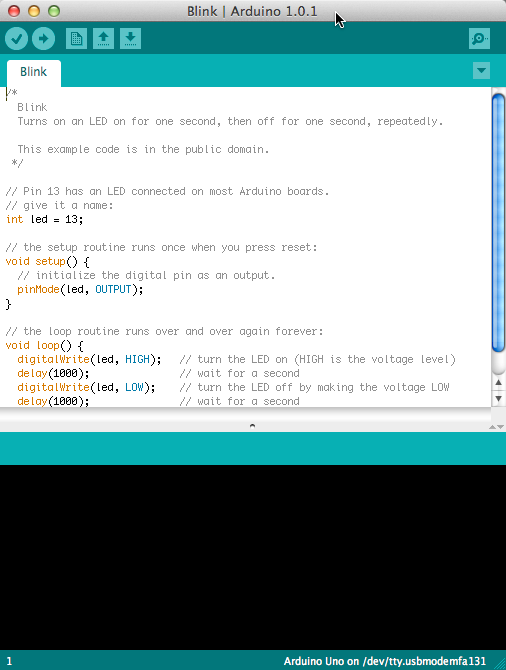 Blink | Arduino 1.0.1
Blink
/*
  Blink
  Turns on an LED on for one second, then off for one second, repeatedly.

  This example code is in the public domain.
 */

// Pin 13 has an LED connected on most Arduino boards.
// give it a name:
int led = 13;

// the setup routine runs once when you press reset:
void setup() {
  // initialize the digital pin as an output.
  pinMode(led, OUTPUT);
}

// the loop routine runs over and over again forever:
void loop() {
  digitalWrite(led, HIGH);   // turn the LED on (HIGH is the voltage level)
  delay(1000);               // wait for a second
  digitalWrite(led, LOW);    // turn the LED off by making the voltage LOW
  delay(1000);               // wait for a second
1 Arduino Uno on /dev/tty.usbmodemfa131